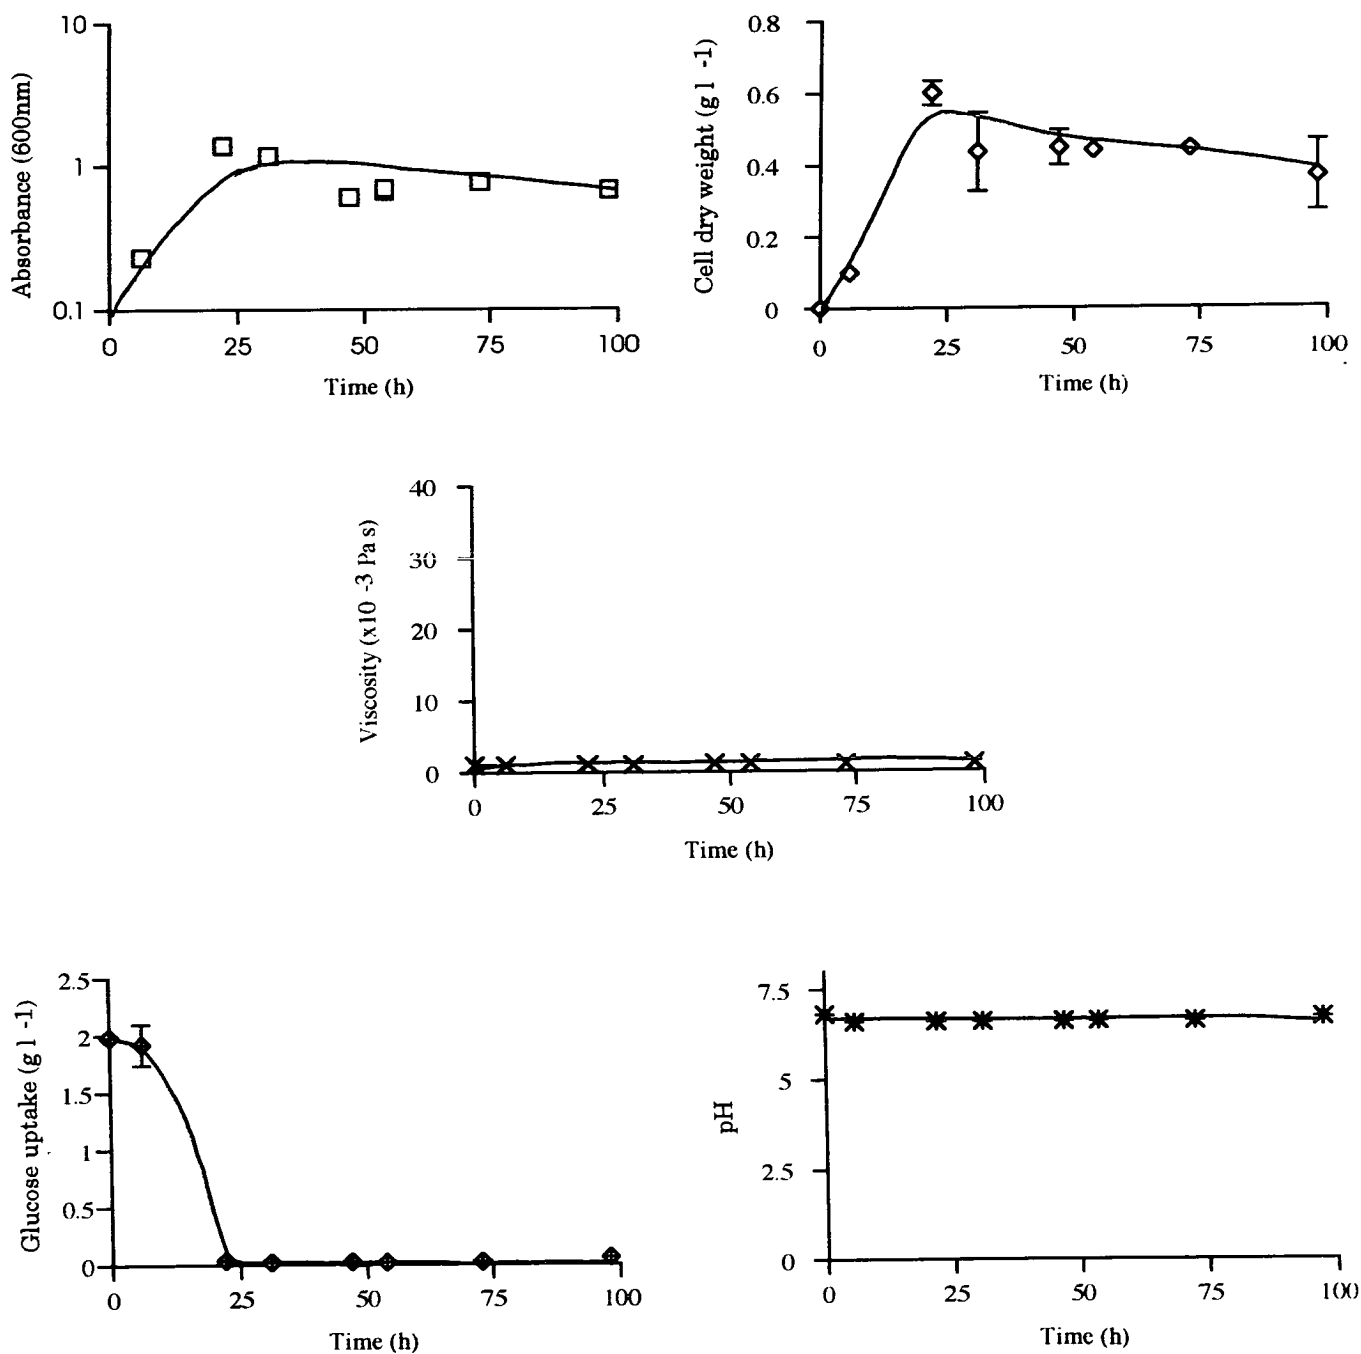 10
1
0.1
Absorbance (600nm)
0 25 50 75 100
Time (h)
0.8
0.6
0.4
0.2
0
Cell dry weight (g l -1)
0 25 50 75 100
Time (h)
40
30
20
10
0
Viscosity (x10 -3 Pa s)
0 25 50 75 100
Time (h)
2.5
2
1.5
1
0.5
0
Glucose uptake (g l -1)
0 25 50 75 100
Time (h)
7.5
5
2.5
0
pH
0 25 50 75 100
Time (h)